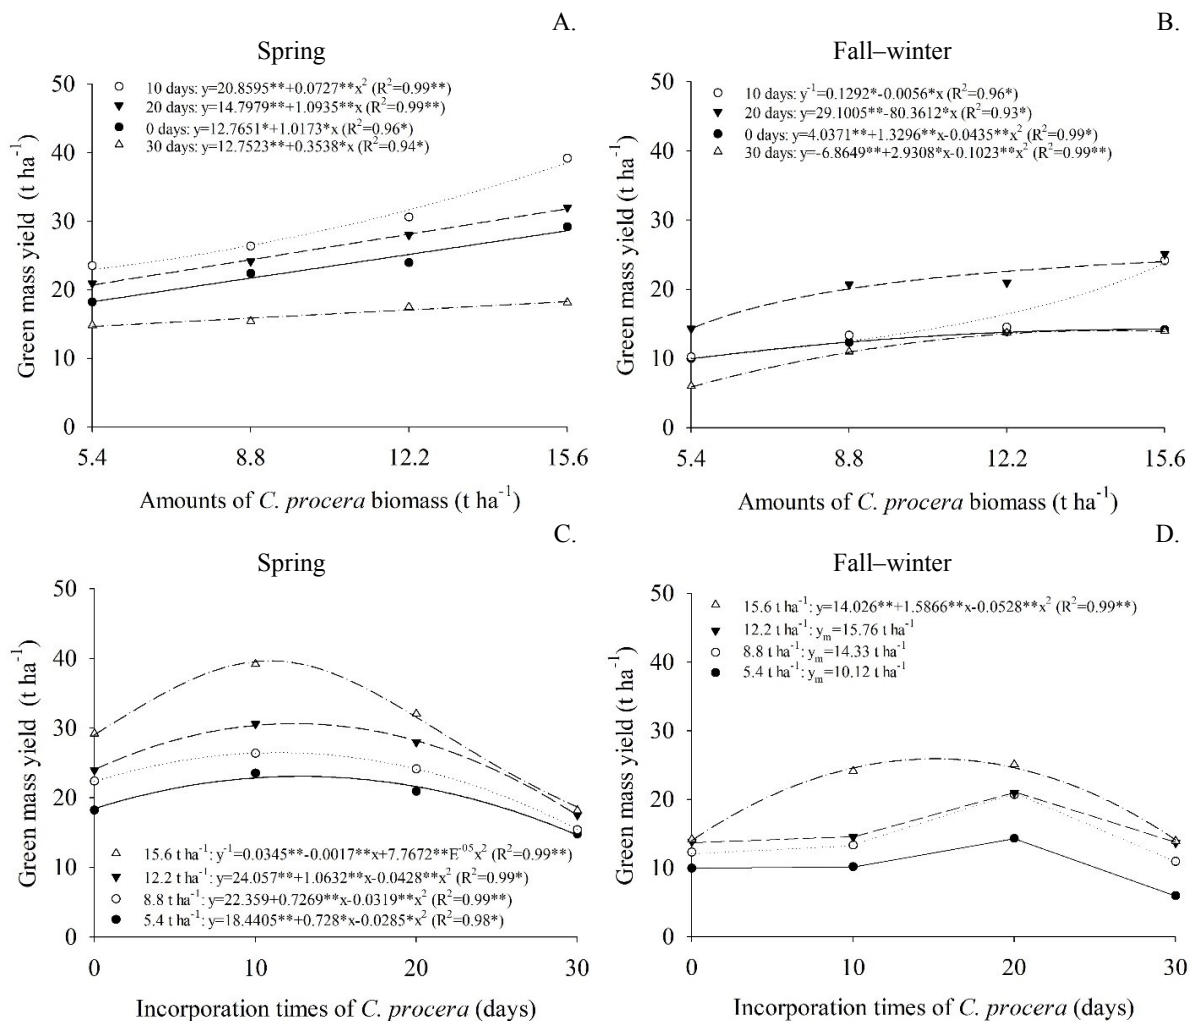 A.
Spring
50
40
30
20
10
0
Green mass yield (t ha⁻¹)
10 days: y=20.8595**+0.0727**x² (R²=0.99**)
20 days: y=14.7979**+1.0935**x (R²=0.99**)
0 days: y=12.7651*+1.0173*x (R²=0.96*)
30 days: y=12.7523**+0.3538*x (R²=0.94*)
5.4 8.8 12.2 15.6
Amounts of C. procera biomass (t ha⁻¹)
B.
Fall–winter
50
40
30
20
10
0
Green mass yield (t ha⁻¹)
10 days: y⁻¹=0.1292*-0.0056*x (R²=0.96*)
20 days: y=29.1005**-80.3612*x (R²=0.93*)
0 days: y=4.0371**+1.3296**x-0.0435**x² (R²=0.99*)
30 days: y=-6.8649**+2.9308*x-0.1023**x² (R²=0.99**)
5.4 8.8 12.2 15.6
Amounts of C. procera biomass (t ha⁻¹)
C.
Spring
50
40
30
20
10
0
Green mass yield (t ha⁻¹)
15.6 t ha⁻¹: y⁻¹=0.0345**-0.0017**x+7.7672**E⁻⁰⁵x² (R²=0.99**)
12.2 t ha⁻¹: y=24.057**+1.0632**x-0.0428**x² (R²=0.99*)
8.8 t ha⁻¹: y=22.359+0.7269**x-0.0319**x² (R²=0.99**)
5.4 t ha⁻¹: y=18.4405**+0.728*x-0.0285*x² (R²=0.98*)
0 10 20 30
Incorporation times of C. procera (days)
D.
Fall–winter
50
40
30
20
10
0
Green mass yield (t ha⁻¹)
15.6 t ha⁻¹: y=14.026**+1.5866**x-0.0528**x² (R²=0.99**)
12.2 t ha⁻¹: yₘ=15.76 t ha⁻¹
8.8 t ha⁻¹: yₘ=14.33 t ha⁻¹
5.4 t ha⁻¹: yₘ=10.12 t ha⁻¹
0 10 20 30
Incorporation times of C. procera (days)